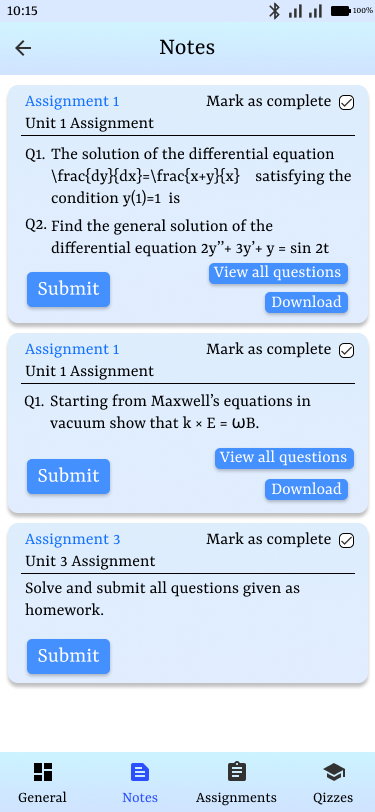 10:15
100%
Notes
Assignment 1 Mark as complete
Unit 1 Assignment
Q1. The solution of the differential equation
\frac{dy}{dx}=\frac{x+y}{x} satisfying the
condition y(1)=1 is
Q2. Find the general solution of the
differential equation 2y’’+ 3y’+ y = sin 2t
View all questions
Submit
Download
Assignment 1 Mark as complete
Unit 1 Assignment
Q1. Starting from Maxwell’s equations in
vacuum show that k × E = ωB.
View all questions
Submit
Download
Assignment 3 Mark as complete
Unit 3 Assignment
Solve and submit all questions given as
homework.
Submit
General Notes Assignments Qizzes